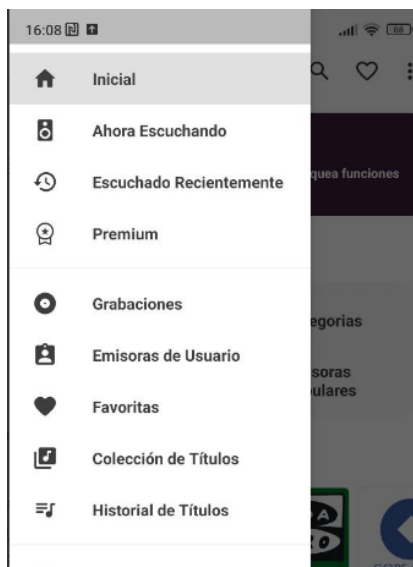 16:08
68
Inicial
Ahora Escuchando
Escuchado Recientemente
quea funciones
Premium
Grabaciones
egorias
Emisoras de Usuario
soras
ulares
Favoritas
Colección de Títulos
Historial de Títulos